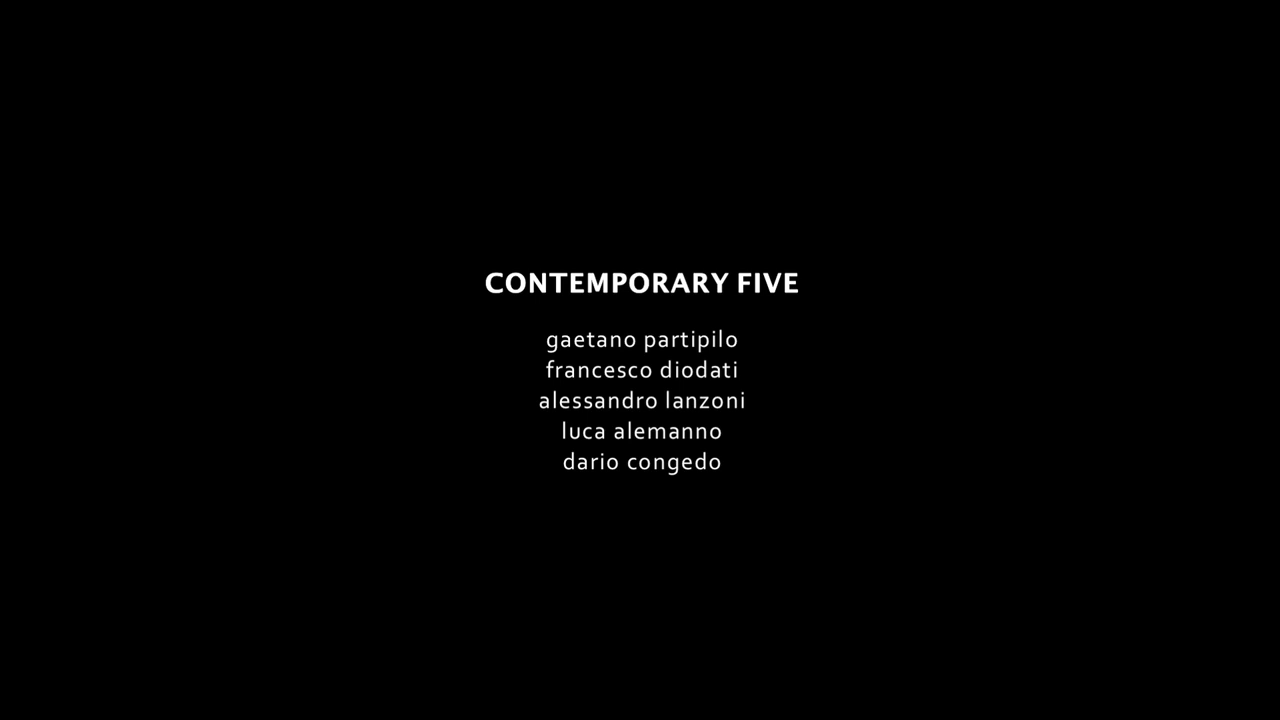 CONTEMPORARY FIVE
gaetano partipilo
francesco diodati
alessandro lanzoni
luca alemanno
dario congedo